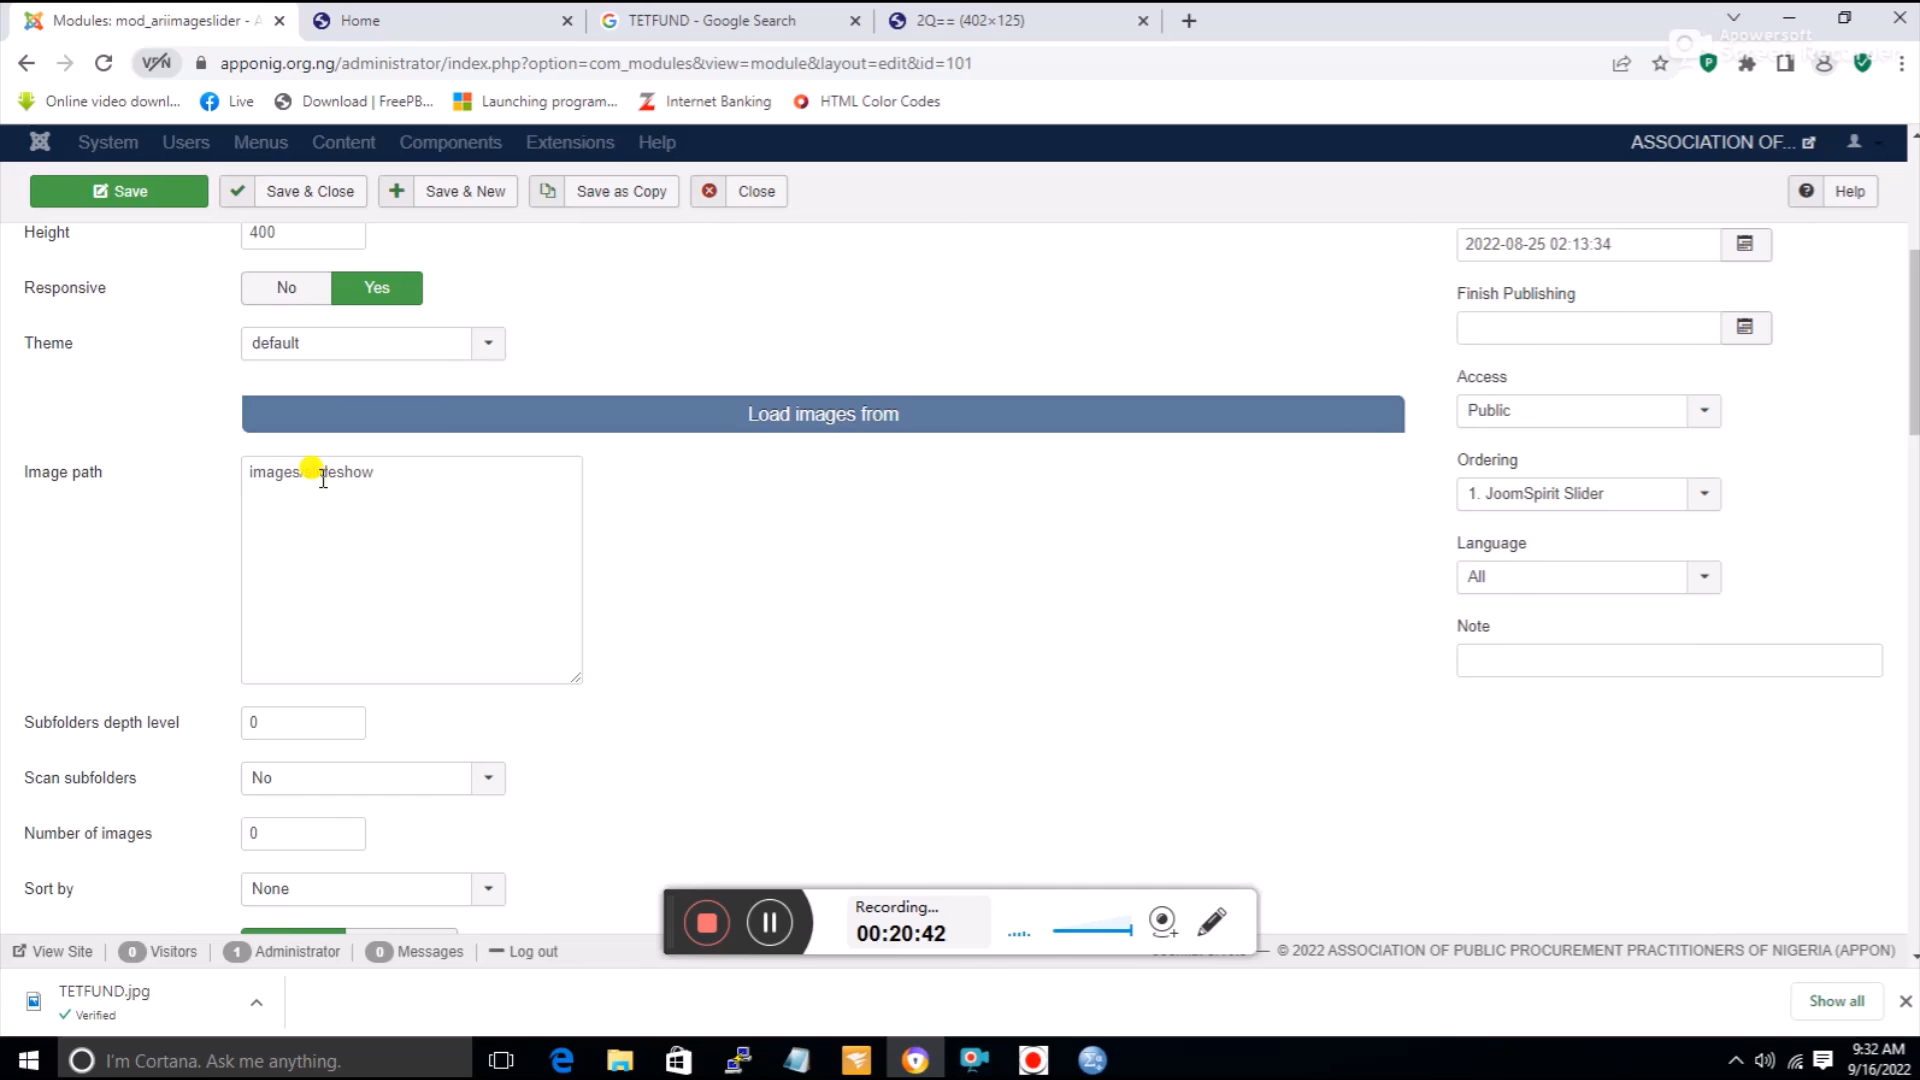 Modules: mod_ariimageslider - A
Home
TETFUND - Google Search
2Q== (402×125)
VPN
apponig.org.ng/administrator/index.php?option=com_modules&view=module&layout=edit&id=101
Apowersoft
Screen Recorder
Online video downl...
Live
Download | FreePB...
Launching program...
Internet Banking
HTML Color Codes
System
Users
Menus
Content
Components
Extensions
Help
ASSOCIATION OF...
Save
Save & Close
Save & New
Save as Copy
Close
Help
Height
400
2022-08-25 02:13:34
Responsive
No
Yes
Finish Publishing
Theme
default
Access
Public
Load images from
Image path
images/slideshow
Ordering
1. JoomSpirit Slider
Language
All
Note
Subfolders depth level
0
Scan subfolders
No
Number of images
0
Sort by
None
Recording...
00:20:42
View Site
0 Visitors
1 Administrator
0 Messages
Log out
— © 2022 ASSOCIATION OF PUBLIC PROCUREMENT PRACTITIONERS OF NIGERIA (APPON)
TETFUND.jpg
Verified
Show all
I'm Cortana. Ask me anything.
9:32 AM
9/16/2022